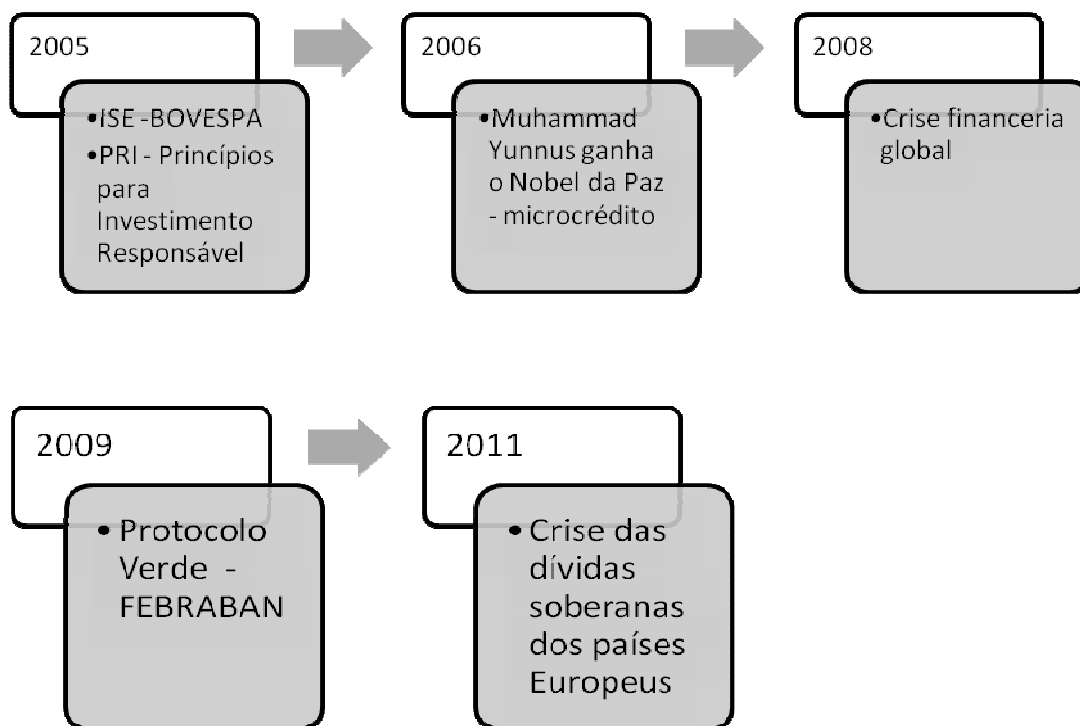 2005
•ISE -BOVESPA
•PRI - Princípios
para
Investimento
Responsável
2006
•Muhammad
Yunnus ganha
o Nobel da Paz
- microcrédito
2008
•Crise financeria
global
2009
• Protocolo
Verde -
FEBRABAN
2011
• Crise das
dívidas
soberanas
dos países
Europeus